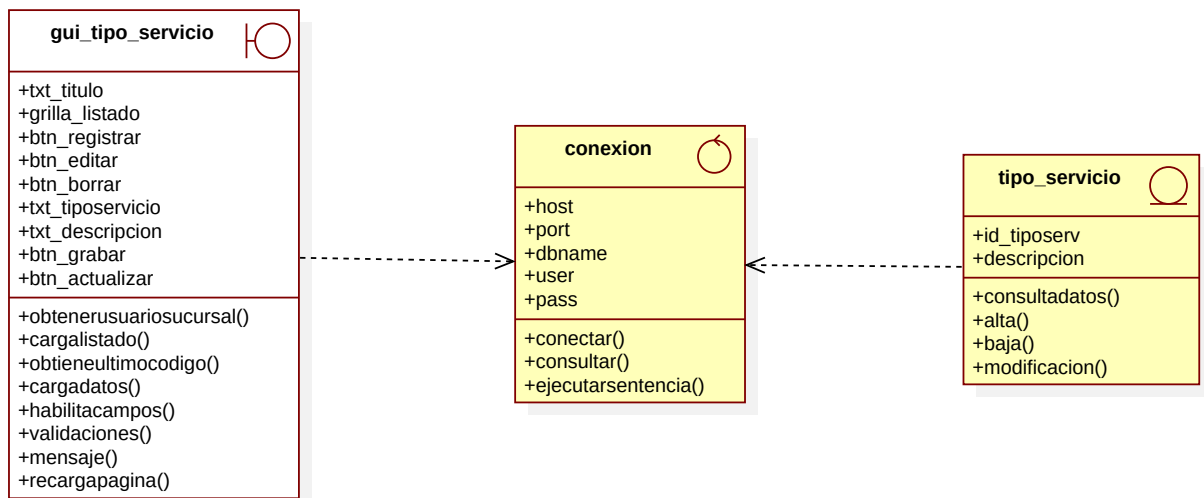 gui_tipo_servicio
+txt_titulo
+grilla_listado
+btn_registrar
+btn_editar
+btn_borrar
+txt_tiposervicio
+txt_descripcion
+btn_grabar
+btn_actualizar
+obtenerusuariosucursal()
+cargalistado()
+obtieneultimocodigo()
+cargadatos()
+habilitacampos()
+validaciones()
+mensaje()
+recargapagina()
conexion
+host
+port
+dbname
+user
+pass
+conectar()
+consultar()
+ejecutarsentencia()
tipo_servicio
+id_tiposerv
+descripcion
+consultadatos()
+alta()
+baja()
+modificacion()